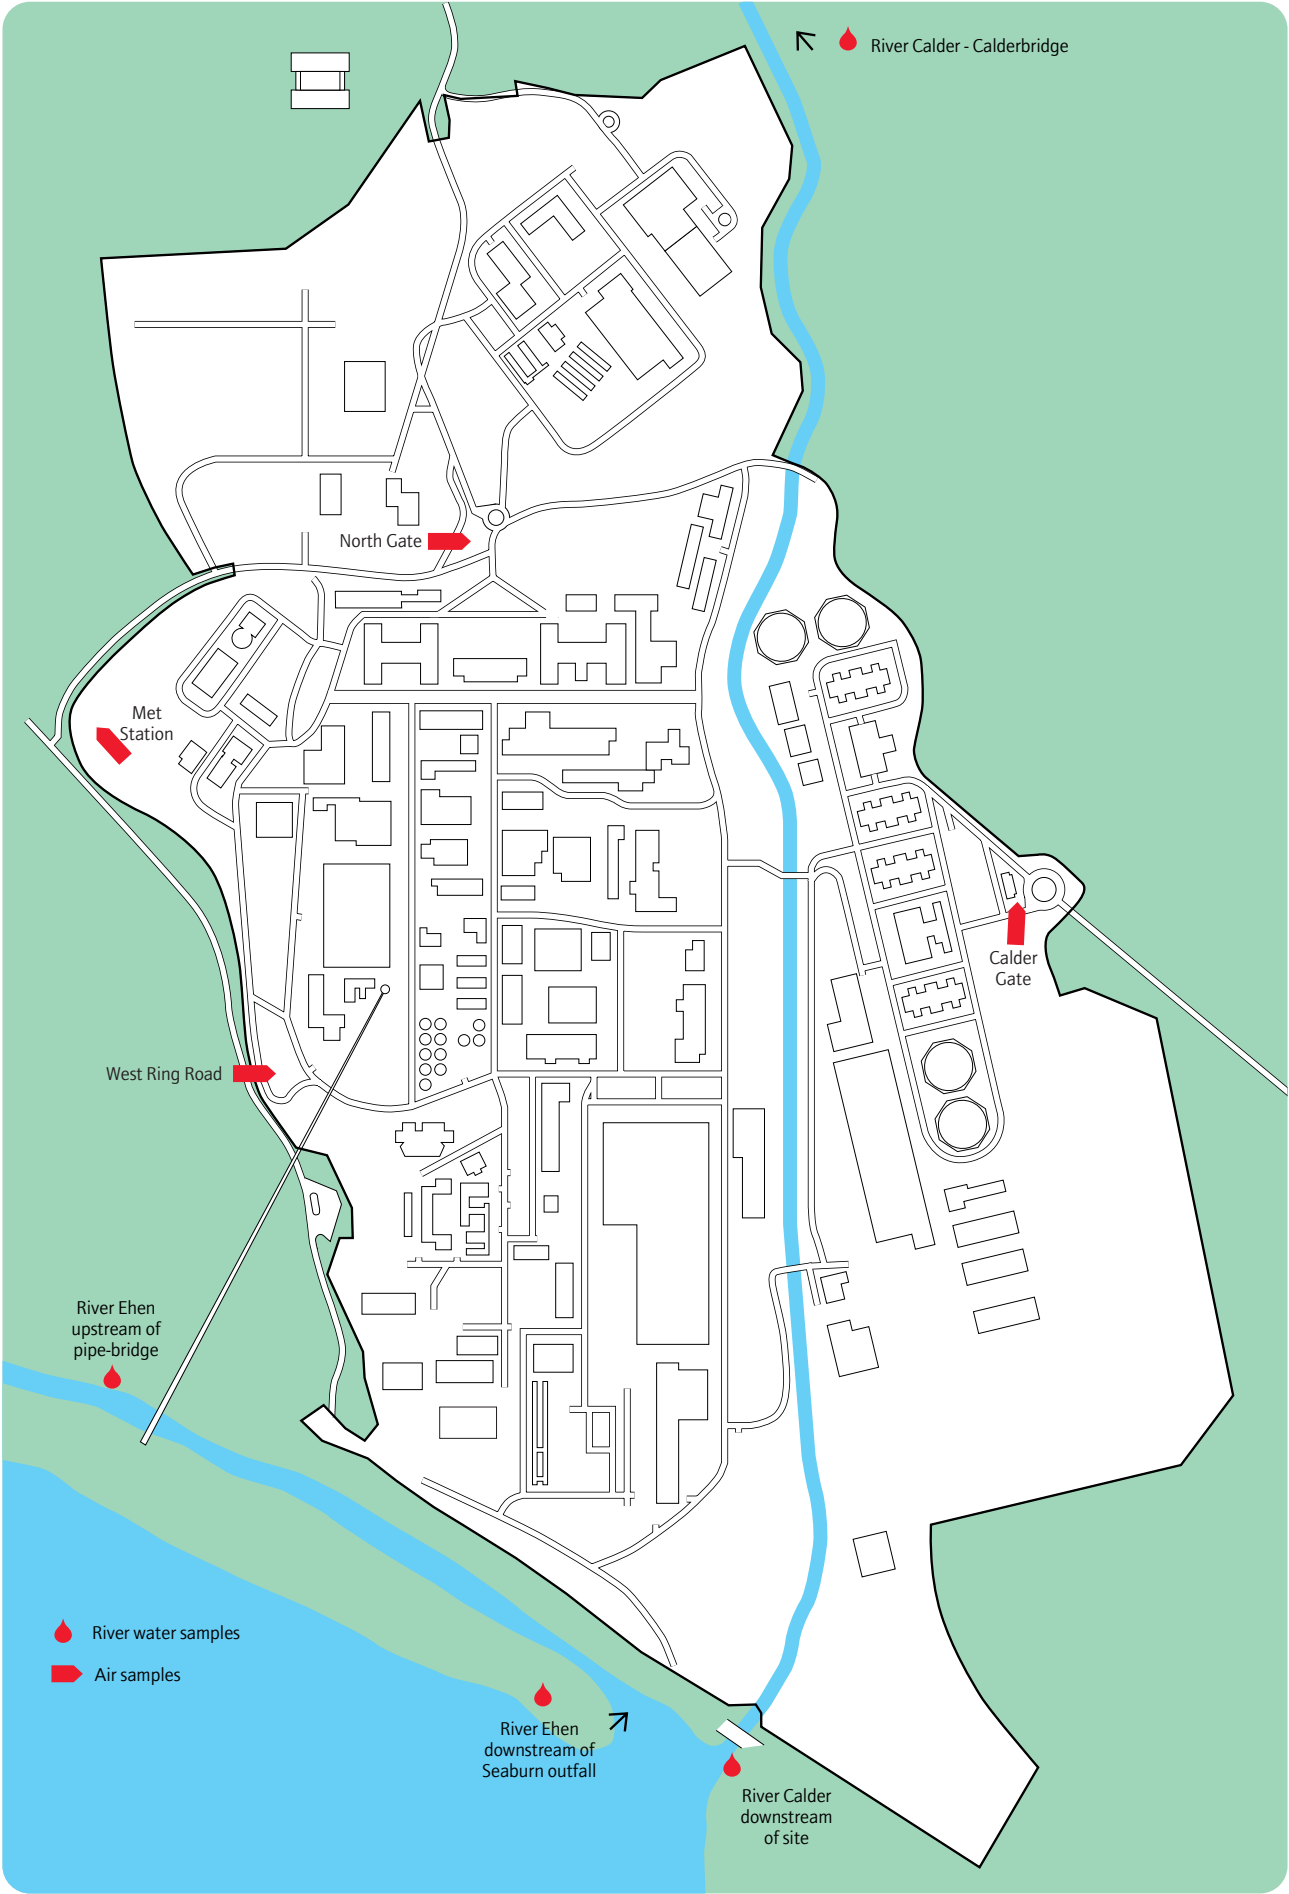 River Calder - Calderbridge
North Gate
Met
Station
Calder
Gate
West Ring Road
River Ehen
upstream of
pipe-bridge
River water samples
Air samples
River Ehen
downstream of
Seaburn outfall
River Calder
downstream
of site